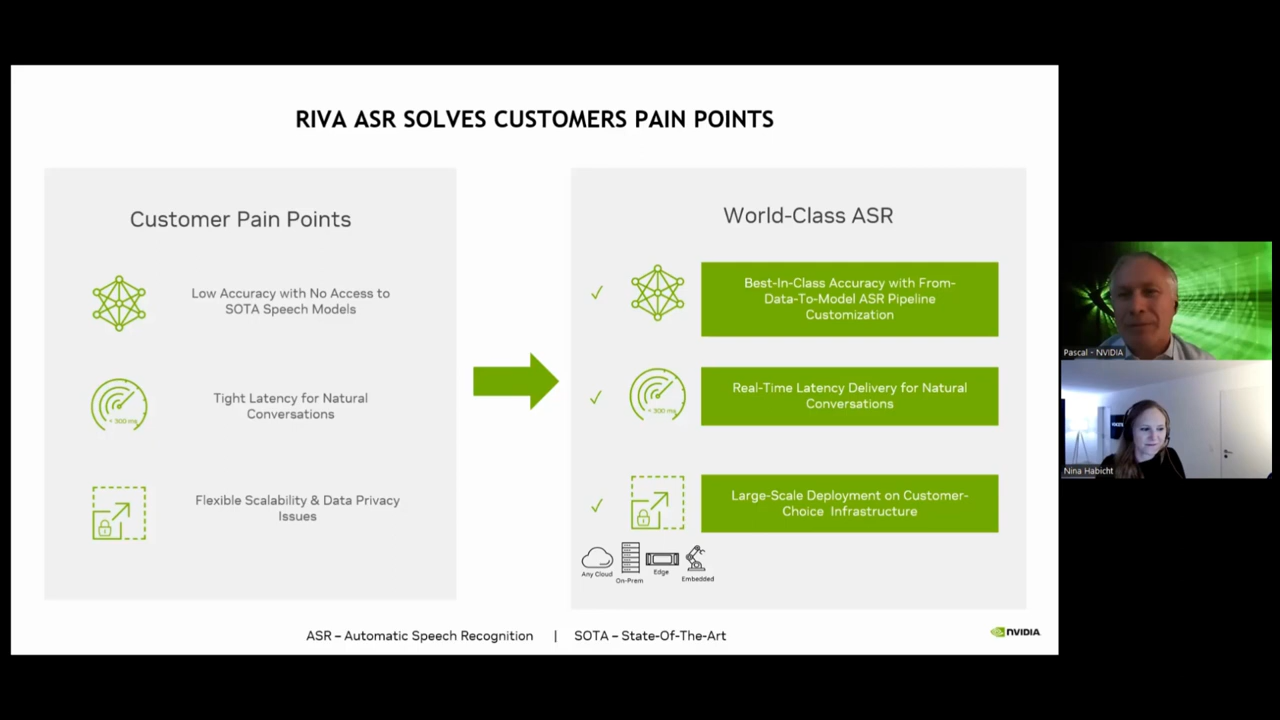 RIVA ASR SOLVES CUSTOMERS PAIN POINTS
Customer Pain Points
Low Accuracy with No Access to
SOTA Speech Models
< 300 ms
Tight Latency for Natural
Conversations
Flexible Scalability & Data Privacy
Issues
World-Class ASR
Best-In-Class Accuracy with From-
Data-To-Model ASR Pipeline
Customization
< 300 ms
Real-Time Latency Delivery for Natural
Conversations
Large-Scale Deployment on Customer-
Choice Infrastructure
Any Cloud
On-Prem
Edge
Embedded
ASR – Automatic Speech Recognition | SOTA – State-Of-The-Art
NVIDIA
Pascal - NVIDIA
Nina Habicht